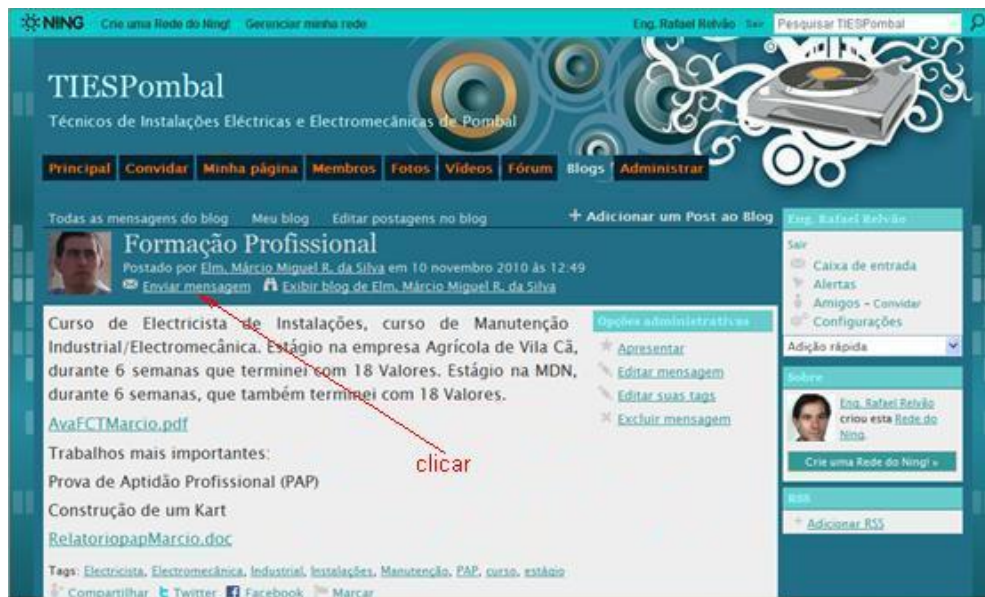 NING Crie uma Rede do Ning! Gerenciar minha rede Eng. Rafael Relvão Sair Pesquisar TIESPombal
TIESPombal
Técnicos de Instalações Eléctricas e Electromecânicas de Pombal
Principal Convidar Minha página Membros Fotos Vídeos Fórum Blogs Administrar
Todas as mensagens do blog Meu blog Editar postagens no blog + Adicionar um Post ao Blog
Formação Profissional
Postado por Elm. Márcio Miguel R. da Silva em 10 novembro 2010 às 12:49
Enviar mensagem Exibir blog de Elm. Márcio Miguel R. da Silva
Curso de Electricista de Instalações, curso de Manutenção
Industrial/Electromecânica. Estágio na empresa Agrícola de Vila Cã,
durante 6 semanas que terminei com 18 Valores. Estágio na MDN,
durante 6 semanas, que também terminei com 18 Valores.
AvaFCTMarcio.pdf
Trabalhos mais importantes:
clicar
Prova de Aptidão Profissional (PAP)
Construção de um Kart
RelatoriopapMarcio.doc
Tags: Electricista, Electromecânica, Industrial, Instalações, Manutenção, PAP, curso, estágio
Compartilhar Twitter Facebook Marcar
Opções administrativas
Apresentar
Editar mensagem
Editar suas tags
Excluir mensagem
Eng. Rafael Relvão
Sair
Caixa de entrada
Alertas
Amigos - Convidar
Configurações
Adição rápida
Sobre
Eng. Rafael Relvão
criou esta Rede do
Ning.
Crie uma Rede do Ning! »
RSS
+ Adicionar RSS